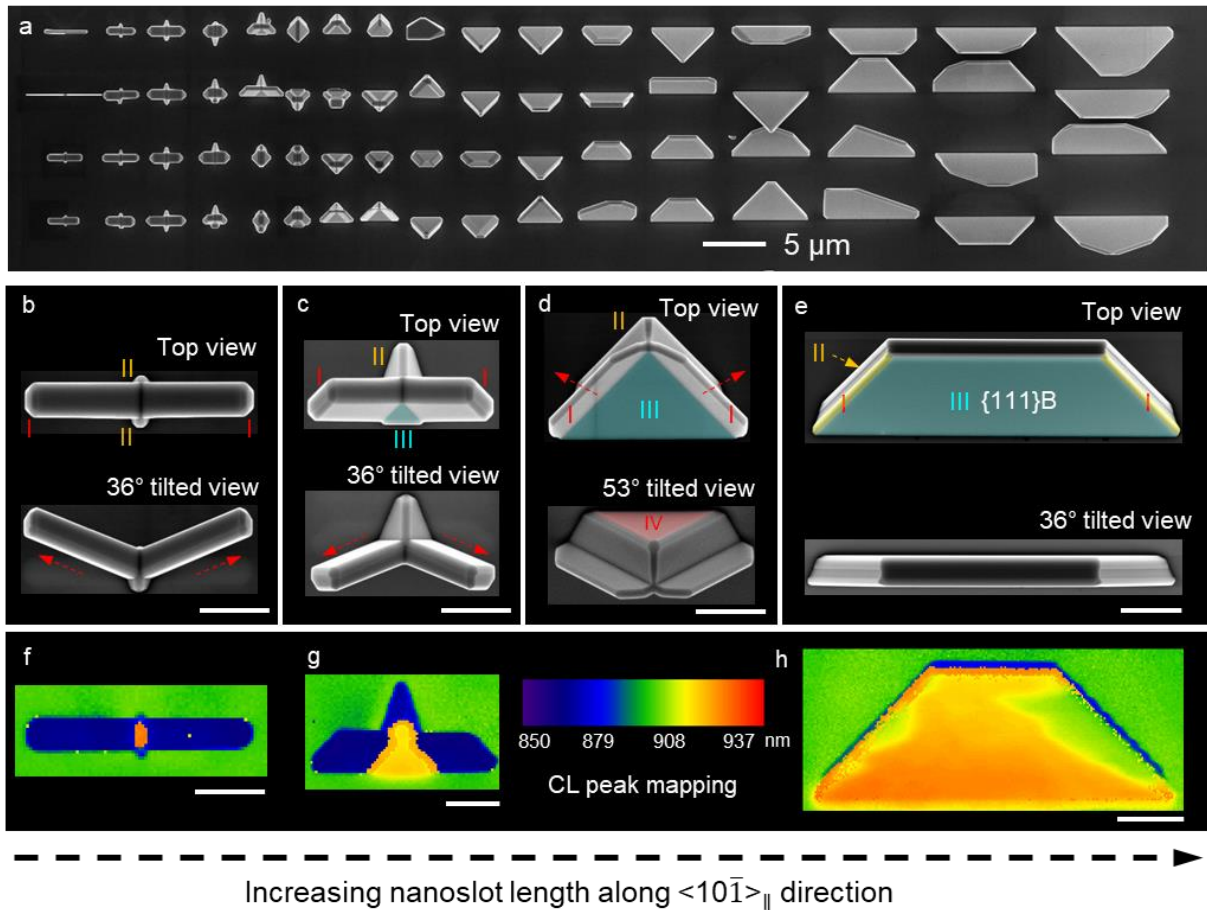 a
5 μm
b
Top view
II
I
I
II
36° tilted view
c
Top view
II
I
I
III
36° tilted view
d
Top view
II
I
III
I
53° tilted view
IV
e
Top view
II
I
III {111}B
I
36° tilted view
f
g
850 879 908 937 nm
CL peak mapping
h
Increasing nanoslot length along <101̅>∥ direction